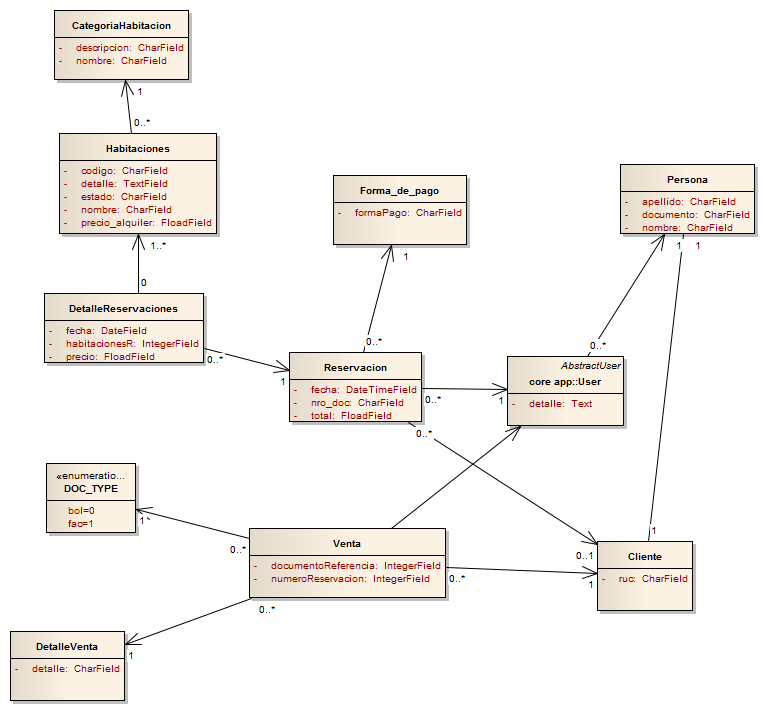 CategoriaHabitacion
- descripcion: CharField
- nombre: CharField
1
0..*
Habitaciones
- codigo: CharField
- detalle: TextField
- estado: CharField
- nombre: CharField
- precio_alquiler: FloadField
1..*
0
Forma_de_pago
- formaPago: CharField
1
0..*
Persona
- apellido: CharField
- documento: CharField
- nombre: CharField
1
1
0..*
DetalleReservaciones
- fecha: DateField
- habitacionesR: IntegerField
- precio: FloadField
0..*
1
Reservacion
- fecha: DateTimeField
- nro_doc: CharField
- total: FloadField
0..*
1
0..*
AbstractUser
core app::User
- detalle: Text
«enumeratio...
DOC_TYPE
bol=0
fac=1
1`
0..*
Venta
- documentoReferencia: IntegerField
- numeroReservacion: IntegerField
0..*
1
0..*
0..1
1
Cliente
- ruc: CharField
DetalleVenta
- detalle: CharField
1